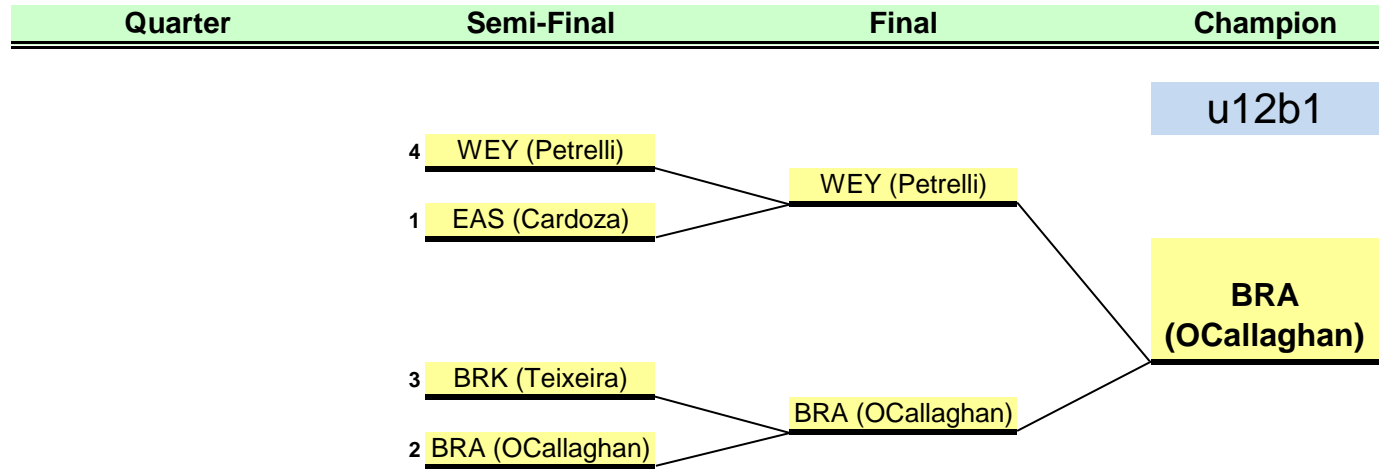 Quarter Semi-Final Final Champion
u12b1
4 WEY (Petrelli)
WEY (Petrelli)
1 EAS (Cardoza)
BRA
(OCallaghan)
3 BRK (Teixeira)
BRA (OCallaghan)
2 BRA (OCallaghan)